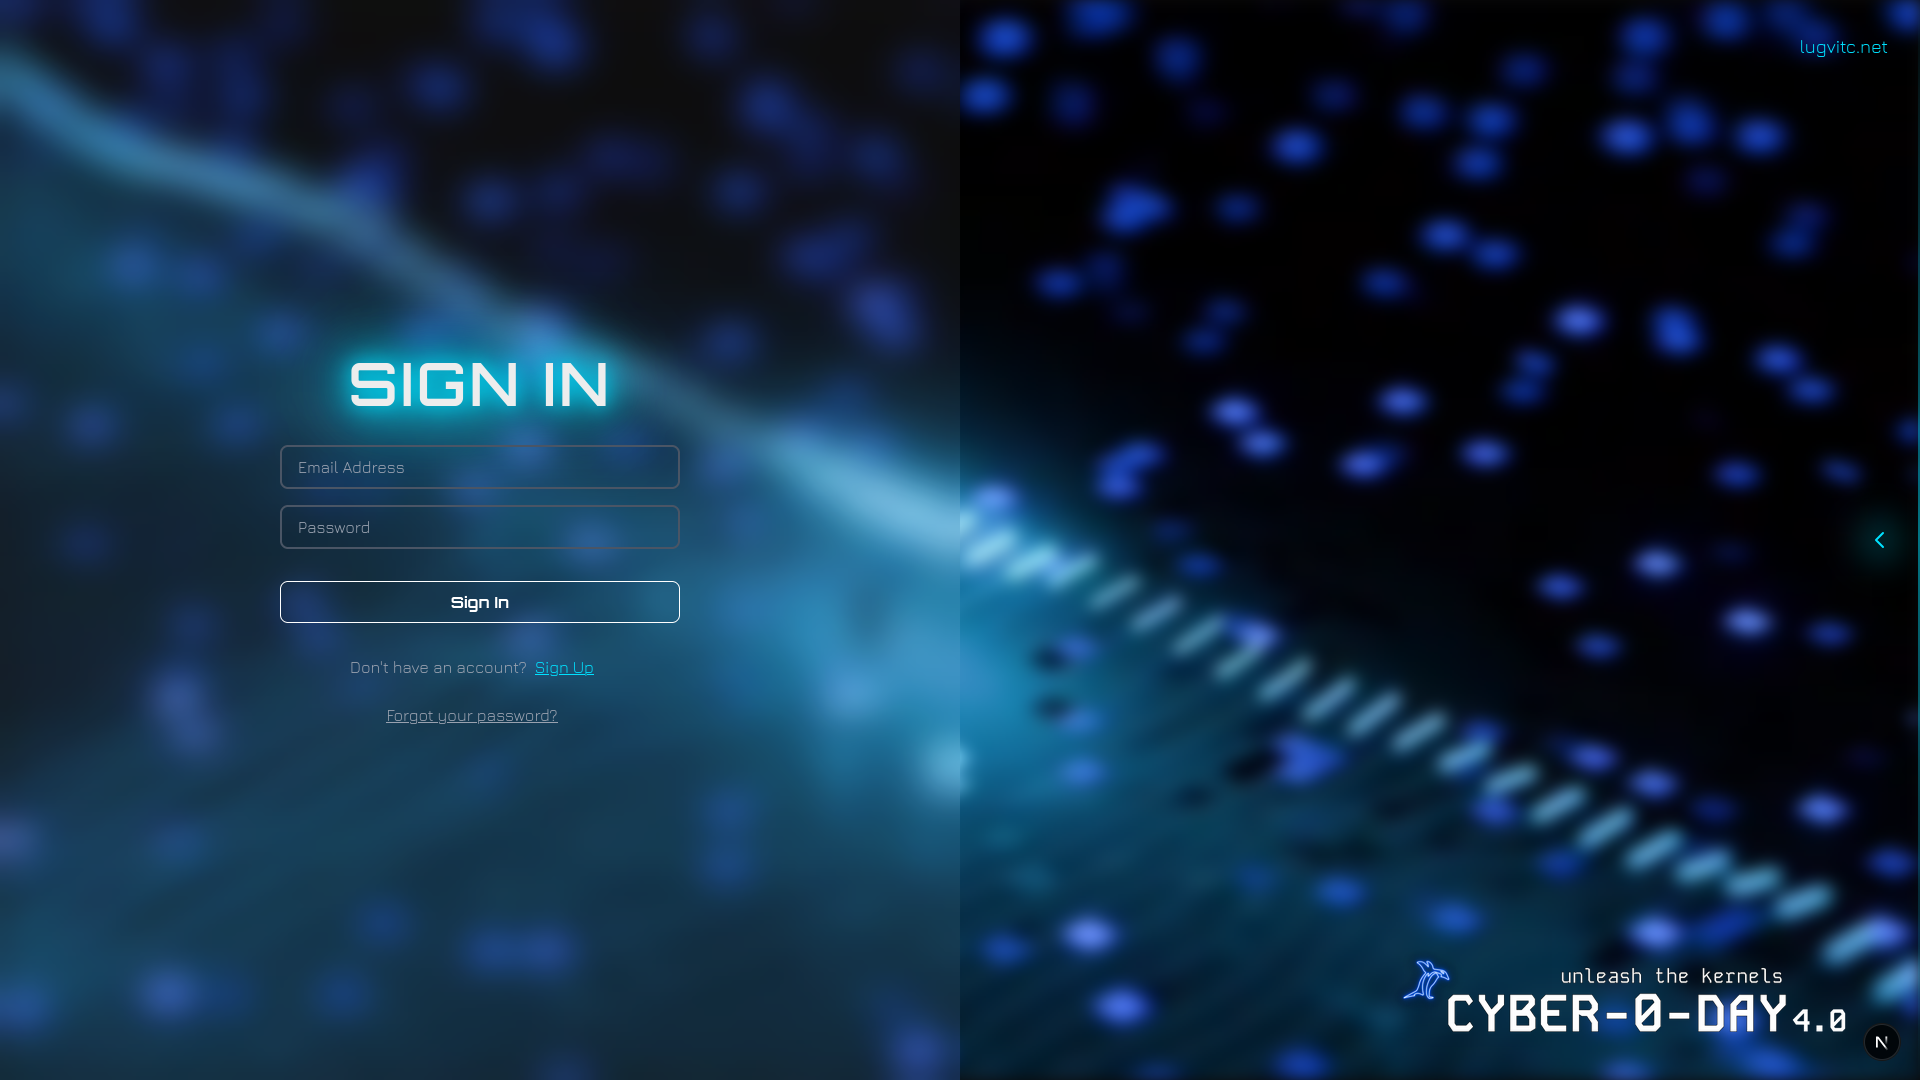 lugvitc.net
SIGN IN
Email Address
Password
Sign In
Don't have an account? Sign Up
Forgot your password?
unleash the kernels
CYBER-0-DAY 4.0
N